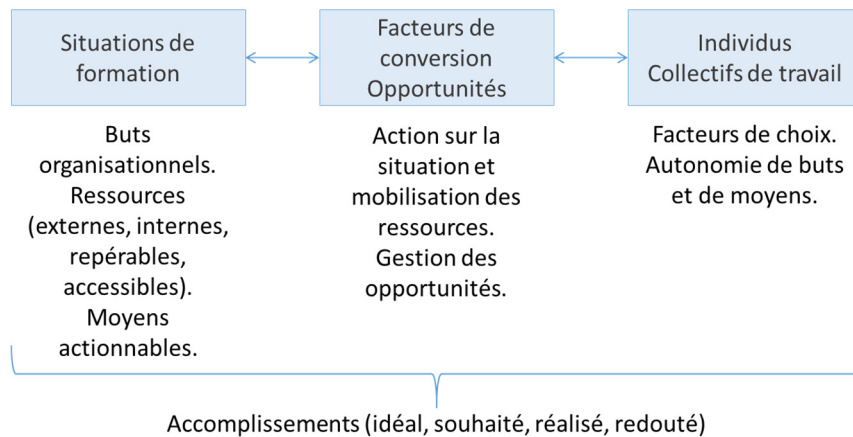 Situations de
formation
Facteurs de
conversion
Opportunités
Individus
Collectifs de travail
Buts
organisationnels.
Ressources
(externes, internes,
repérables,
accessibles).
Moyens
actionnables.
Action sur la
situation et
mobilisation des
ressources.
Gestion des
opportunités.
Facteurs de choix.
Autonomie de buts
et de moyens.
Accomplissements (idéal, souhaité, réalisé, redouté)